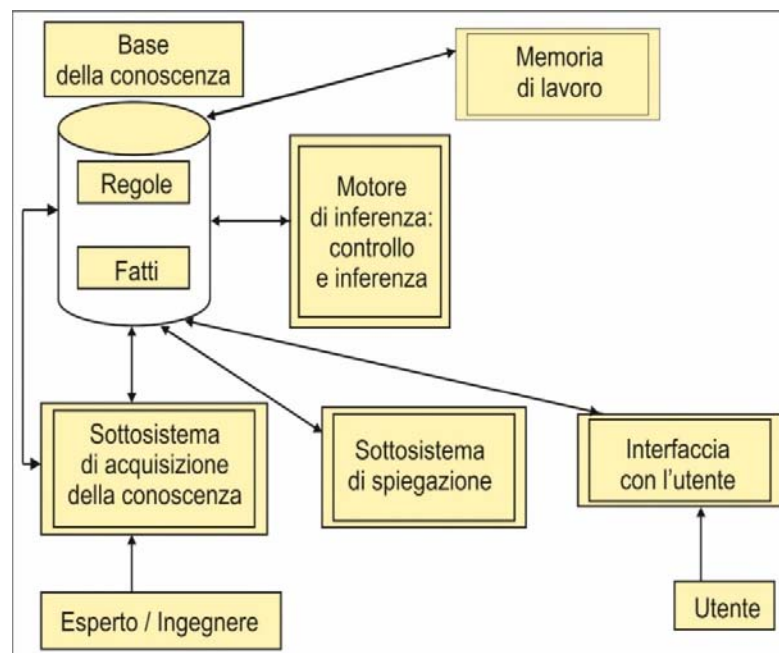 Base
della conoscenza
Memoria
di lavoro
Regole
Fatti
Motore
di inferenza:
controllo
e inferenza
Sottosistema
di acquisizione
della conoscenza
Sottosistema
di spiegazione
Interfaccia
con l'utente
Esperto / Ingegnere
Utente